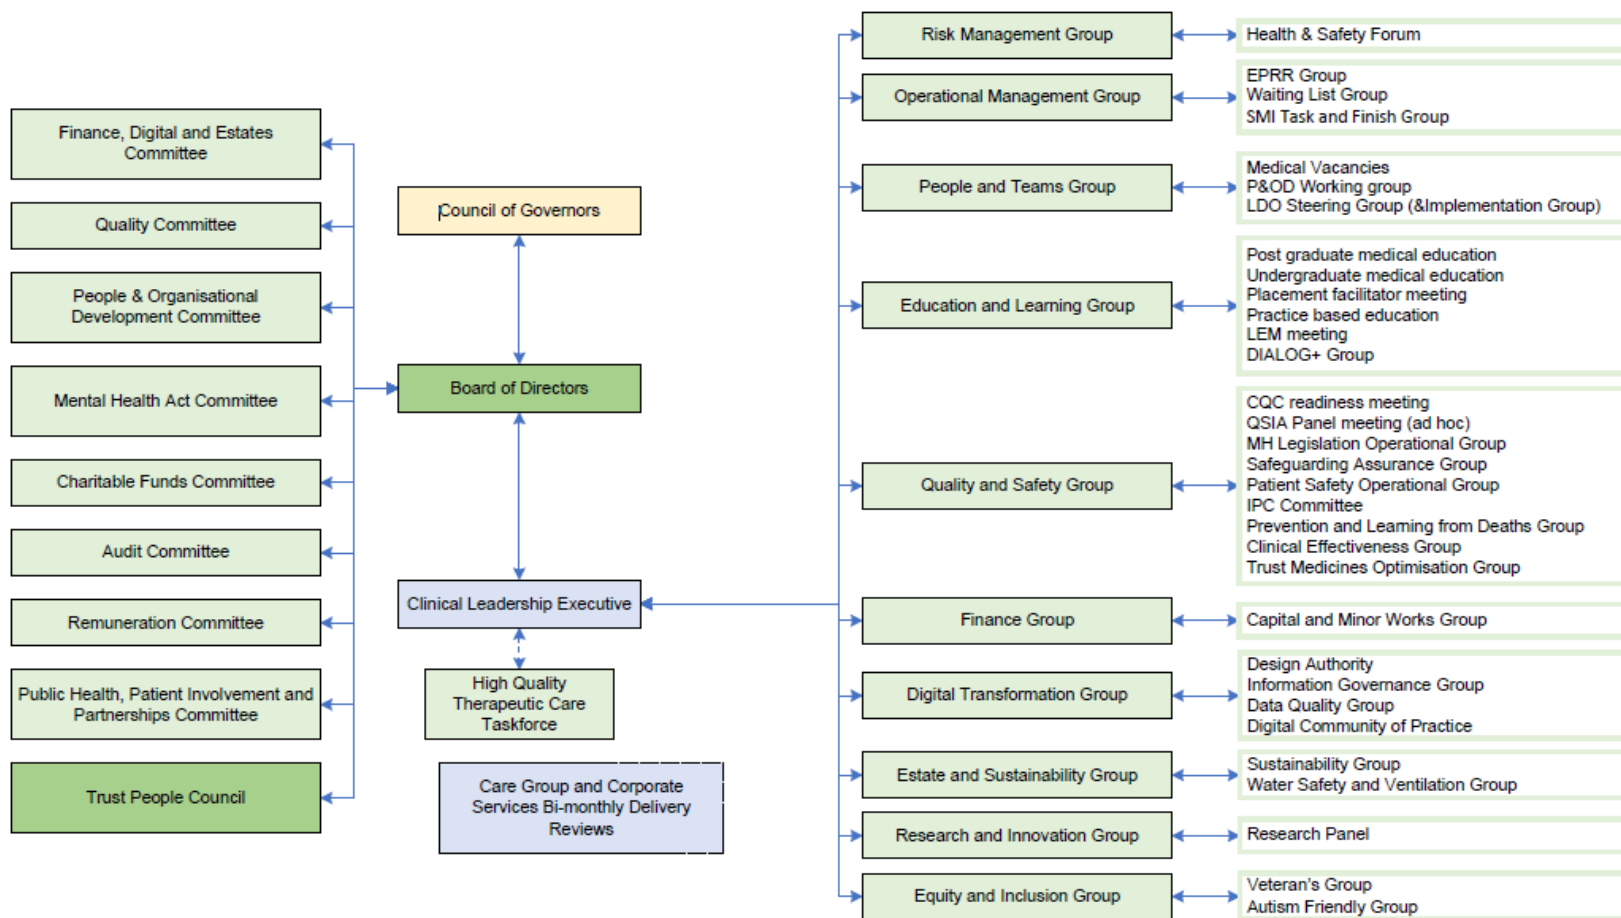 Finance, Digital and Estates
Committee
Quality Committee
People & Organisational
Development Committee
Mental Health Act Committee
Charitable Funds Committee
Audit Committee
Remuneration Committee
Public Health, Patient Involvement and
Partnerships Committee
Trust People Council
Council of Governors
Board of Directors
Clinical Leadership Executive
High Quality
Therapeutic Care
Taskforce
Care Group and Corporate
Services Bi-monthly Delivery
Reviews
Risk Management Group
Health & Safety Forum
Operational Management Group
EPRR Group
Waiting List Group
SMI Task and Finish Group
People and Teams Group
Medical Vacancies
P&OD Working group
LDO Steering Group (&Implementation Group)
Education and Learning Group
Post graduate medical education
Undergraduate medical education
Placement facilitator meeting
Practice based education
LEM meeting
DIALOG+ Group
Quality and Safety Group
CQC readiness meeting
QSIA Panel meeting (ad hoc)
MH Legislation Operational Group
Safeguarding Assurance Group
Patient Safety Operational Group
IPC Committee
Prevention and Learning from Deaths Group
Clinical Effectiveness Group
Trust Medicines Optimisation Group
Finance Group
Capital and Minor Works Group
Digital Transformation Group
Design Authority
Information Governance Group
Data Quality Group
Digital Community of Practice
Estate and Sustainability Group
Sustainability Group
Water Safety and Ventilation Group
Research and Innovation Group
Research Panel
Equity and Inclusion Group
Veteran's Group
Autism Friendly Group